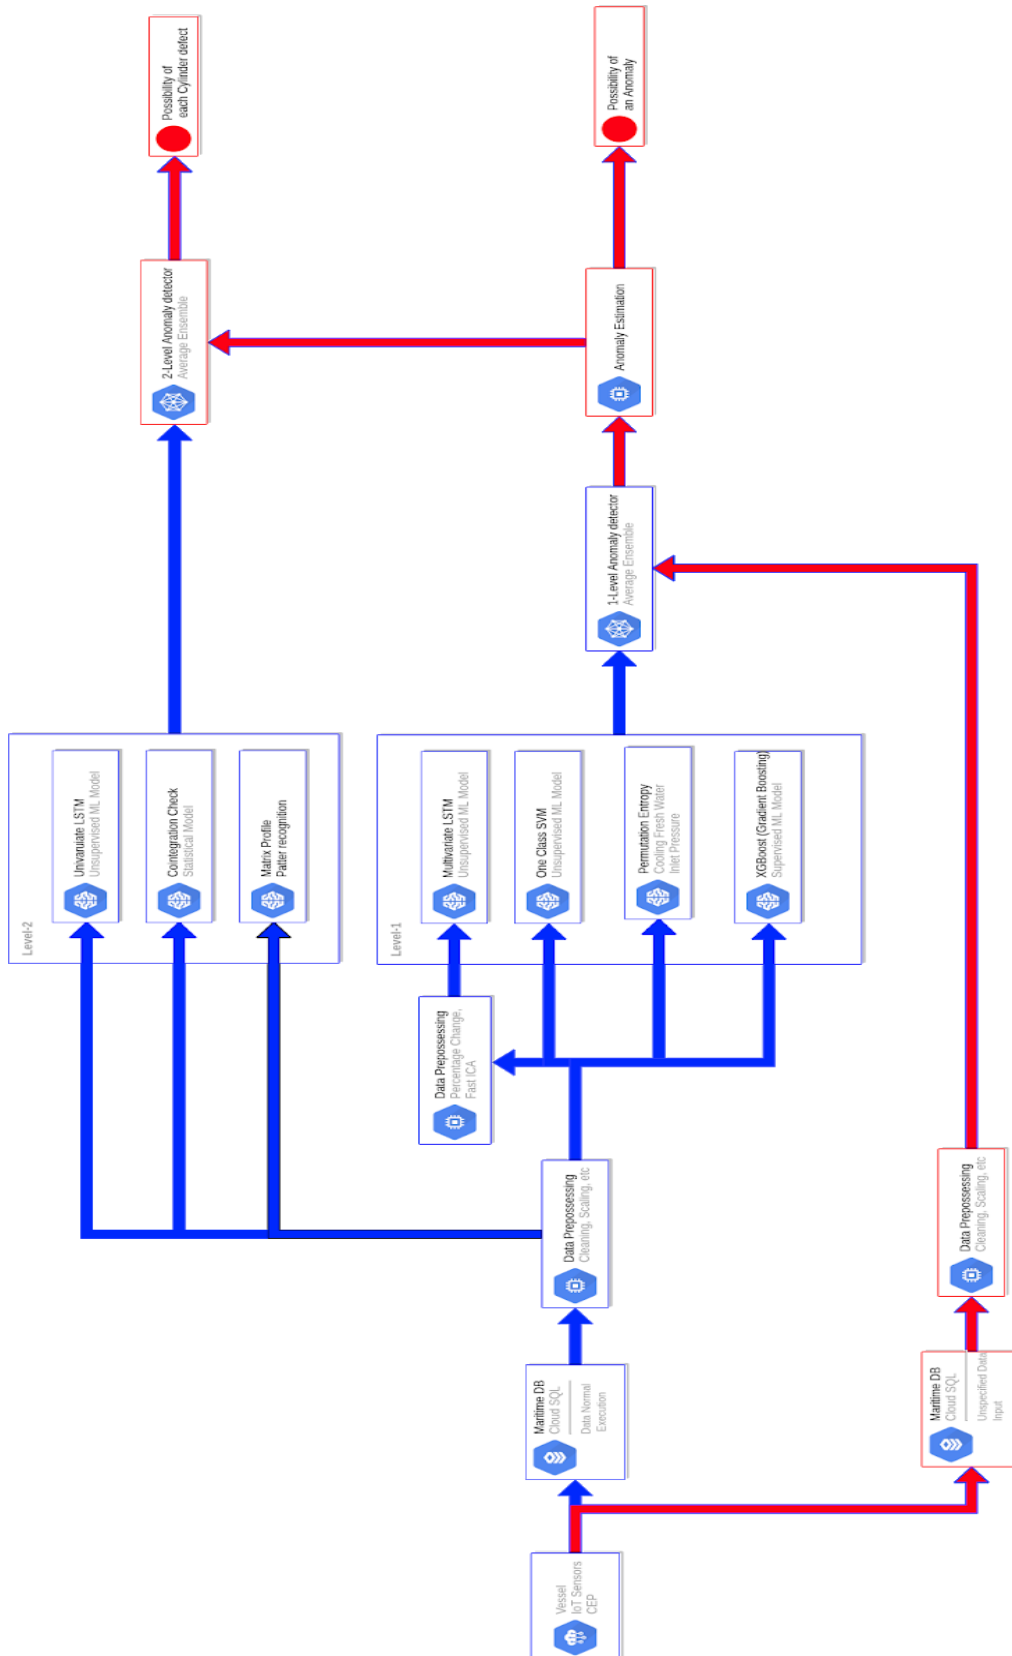 Vessel
IoT Sensors
CEP
Maritime DB
Cloud SQL
Data Normal
Execution
Maritime DB
Cloud SQL
Unspecified Data
Input
Data Prepossessing
Cleaning, Scaling, etc
Data Prepossessing
Cleaning, Scaling, etc
Data Prepossessing
Percentage Change,
Fast ICA
Level-2
Univaruiate LSTM
Unsupervised ML Model
Cointegration Check
Statistical Model
Matrix Profile
Patter recognition
Level-1
Multivariate LSTM
Unsupervised ML Model
One Class SVM
Unsupervised ML Model
Permutation Entropy
Cooling Fresh Water
Inlet Pressure
XGBoost (Gradient Boosting)
Supervised ML Model
1-Level Anomaly detector
Average Ensemble
Anomaly Estimation
2-Level Anomaly detector
Average Ensemble
Possibility of
each Cylinder defect
Possibility of
an Anomaly